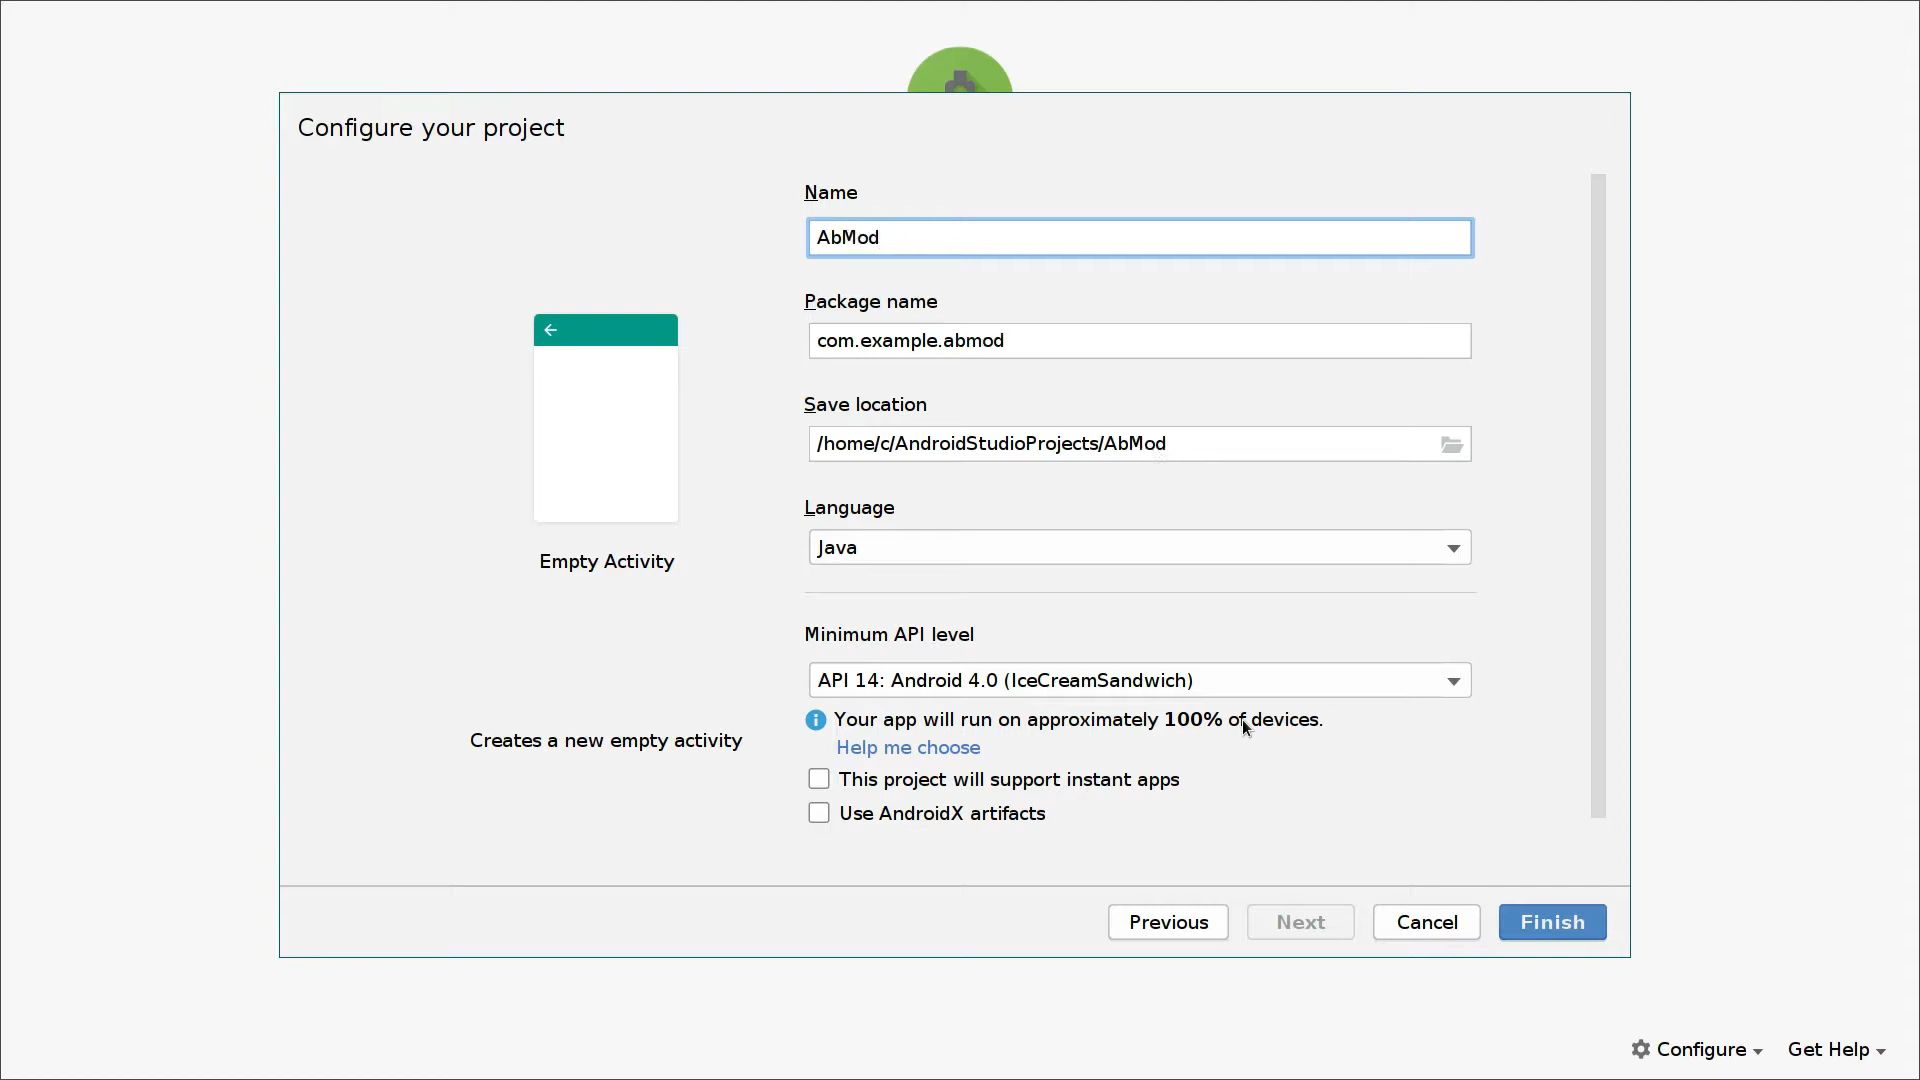 Configure your project
Name
AbMod
Package name
com.example.abmod
Save location
/home/c/AndroidStudioProjects/AbMod
Language
Java
Empty Activity
Minimum API level
API 14: Android 4.0 (IceCreamSandwich)
Your app will run on approximately 100% of devices.
Help me choose
Creates a new empty activity
This project will support instant apps
Use AndroidX artifacts
Previous
Next
Cancel
Finish
Configure
Get Help